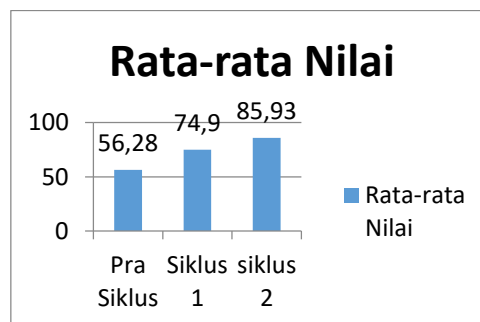 Rata-rata Nilai
100
50
0
56,28
74,9
85,93
Pra
Siklus
Siklus
1
siklus
2
Rata-rata
Nilai